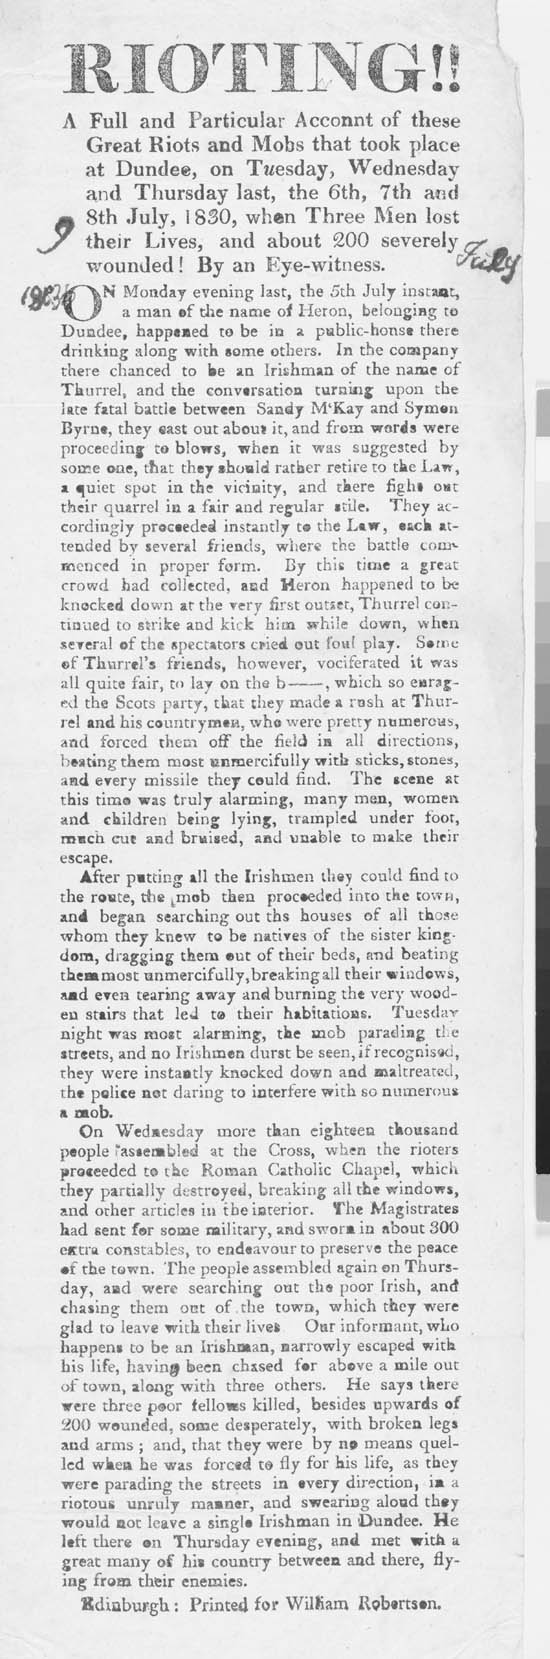 RIOTING!!
A Full and Particular Acconnt of these
Great Riots and Mobs that took place
at Dundee, on Tuesday, Wednesday
and Thursday last, the 6th, 7th and
8th July, 1830, when Three Men lost
their Lives, and about 200 severely
wounded! By an Eye-witness.
9
July
ON Monday evening last, the 5th July instant,
a man of the name of Heron, belonging to
Dundee, happened to be in a public-honse there
drinking along with some others. In the company
there chanced to be an Irishman of the name of
Thurrel, and the conversation turning upon the
late fatal battle between Sandy M'Kay and Symon
Byrne, they east out about it, and from words were
proceeding to blows, when it was suggested by
some one, that they should rather retire to the Law,
a quiet spot in the vicinity, and there fight out
their quarrel in a fair and regular stile. They ac-
cordingly proceeded instantly to the Law, each at-
tended by several friends, where the battle com-
menced in proper form. By this time a great
crowd had collected, and Heron happened to be
knocked down at the very first outset, Thurrel con-
tinued to strike and kick him while down, when
several of the spectators cried out foul play. Some
of Thurrel's friends, however, vociferated it was
all quite fair, to lay on the b——, which so enrag-
ed the Scots party, that they made a rush at Thur-
rel and his countrymen, who were pretty numerous,
and forced them off the field in all directions,
beating them most unmercifully with sticks, stones,
and every missile they could find. The scene at
this time was truly alarming, many men, women
and children being lying, trampled under foot,
much cut and bruised, and unable to make their
escape.
After putting all the Irishmen they could find to
the route, the mob then proceeded into the town,
and began searching out ths houses of all those
whom they knew to be natives of the sister king-
dom, dragging them out of their beds, and beating
them most unmercifully, breaking all their windows,
and even tearing away and burning the very wood-
en stairs that led to their habitations. Tuesday
night was most alarming, the mob parading the
streets, and no Irishmen durst be seen, if recognised,
they were instantly knocked down and maltreated,
the police not daring to interfere with so numerous
a mob.
On Wednesday more than eighteen thousand
people assembled at the Cross, when the rioters
proceeded to the Roman Catholic Chapel, which
they partially destroyed, breaking all the windows,
and other articles in the interior. The Magistrates
had sent for some military, and sworn in about 300
extra constables, to endeavour to preserve the peace
of the town. The people assembled again on Thurs-
day, and were searching out the poor Irish, and
chasing them out of the town, which they were
glad to leave with their lives Our informant, who
happens to be an Irishman, narrowly escaped with
his life, having been chased for above a mile out
of town, along with three others. He says there
were three poor fellows killed, besides upwards of
200 wounded, some desperately, with broken legs
and arms; and, that they were by no means quel-
led when he was forced to fly for his life, as they
were parading the streets in every direction, in a
riotous unruly manner, and swearing aloud they
would not leave a single Irishman in Dundee. He
left there on Thursday evening, and met with a
great many of his country between and there, fly-
ing from their enemies.
Edinburgh: Printed for William Robertson.